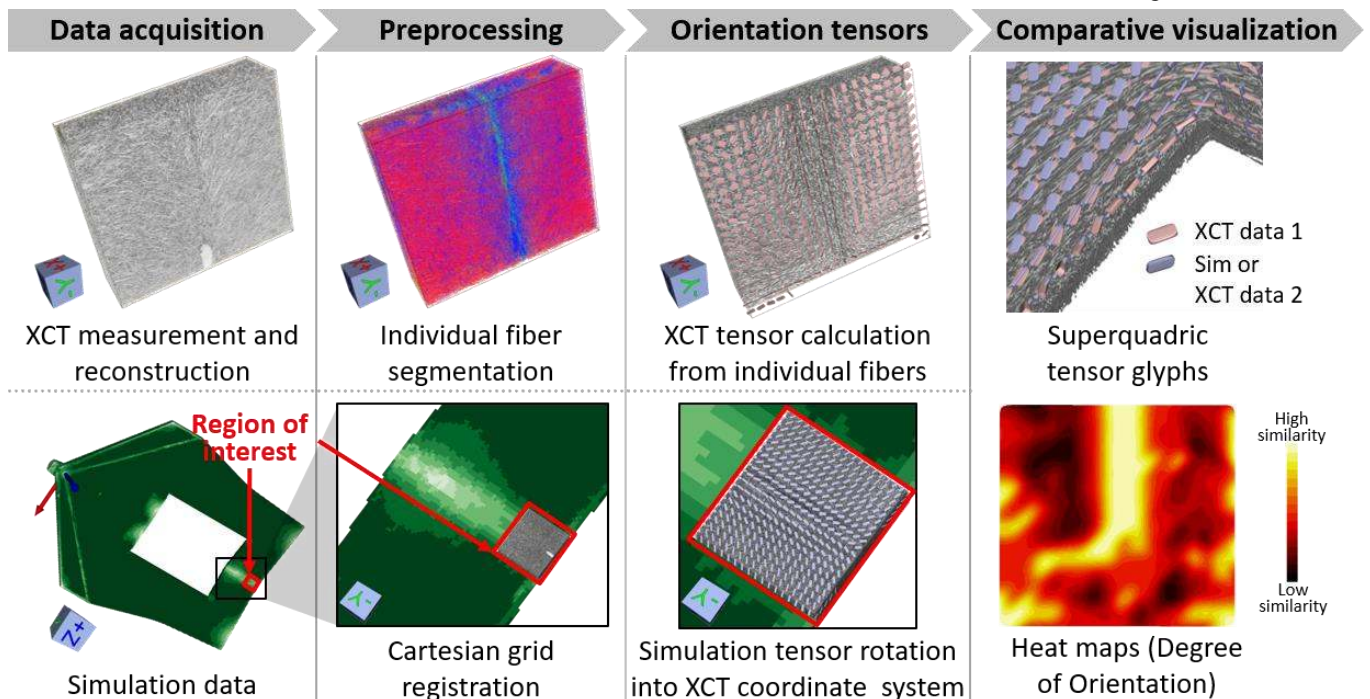 Data acquisition
Preprocessing
Orientation tensors
Comparative visualization
X+
Y-
X+
Y-
X+
Y-
XCT data 1
Sim or
XCT data 2
XCT measurement and
reconstruction
Individual fiber
segmentation
XCT tensor calculation
from individual fibers
Superquadric
tensor glyphs
Region of
interest
High
similarity
Low
similarity
Z+
Y-
Y-
Simulation data
Cartesian grid
registration
Simulation tensor rotation
into XCT coordinate system
Heat maps (Degree
of Orientation)